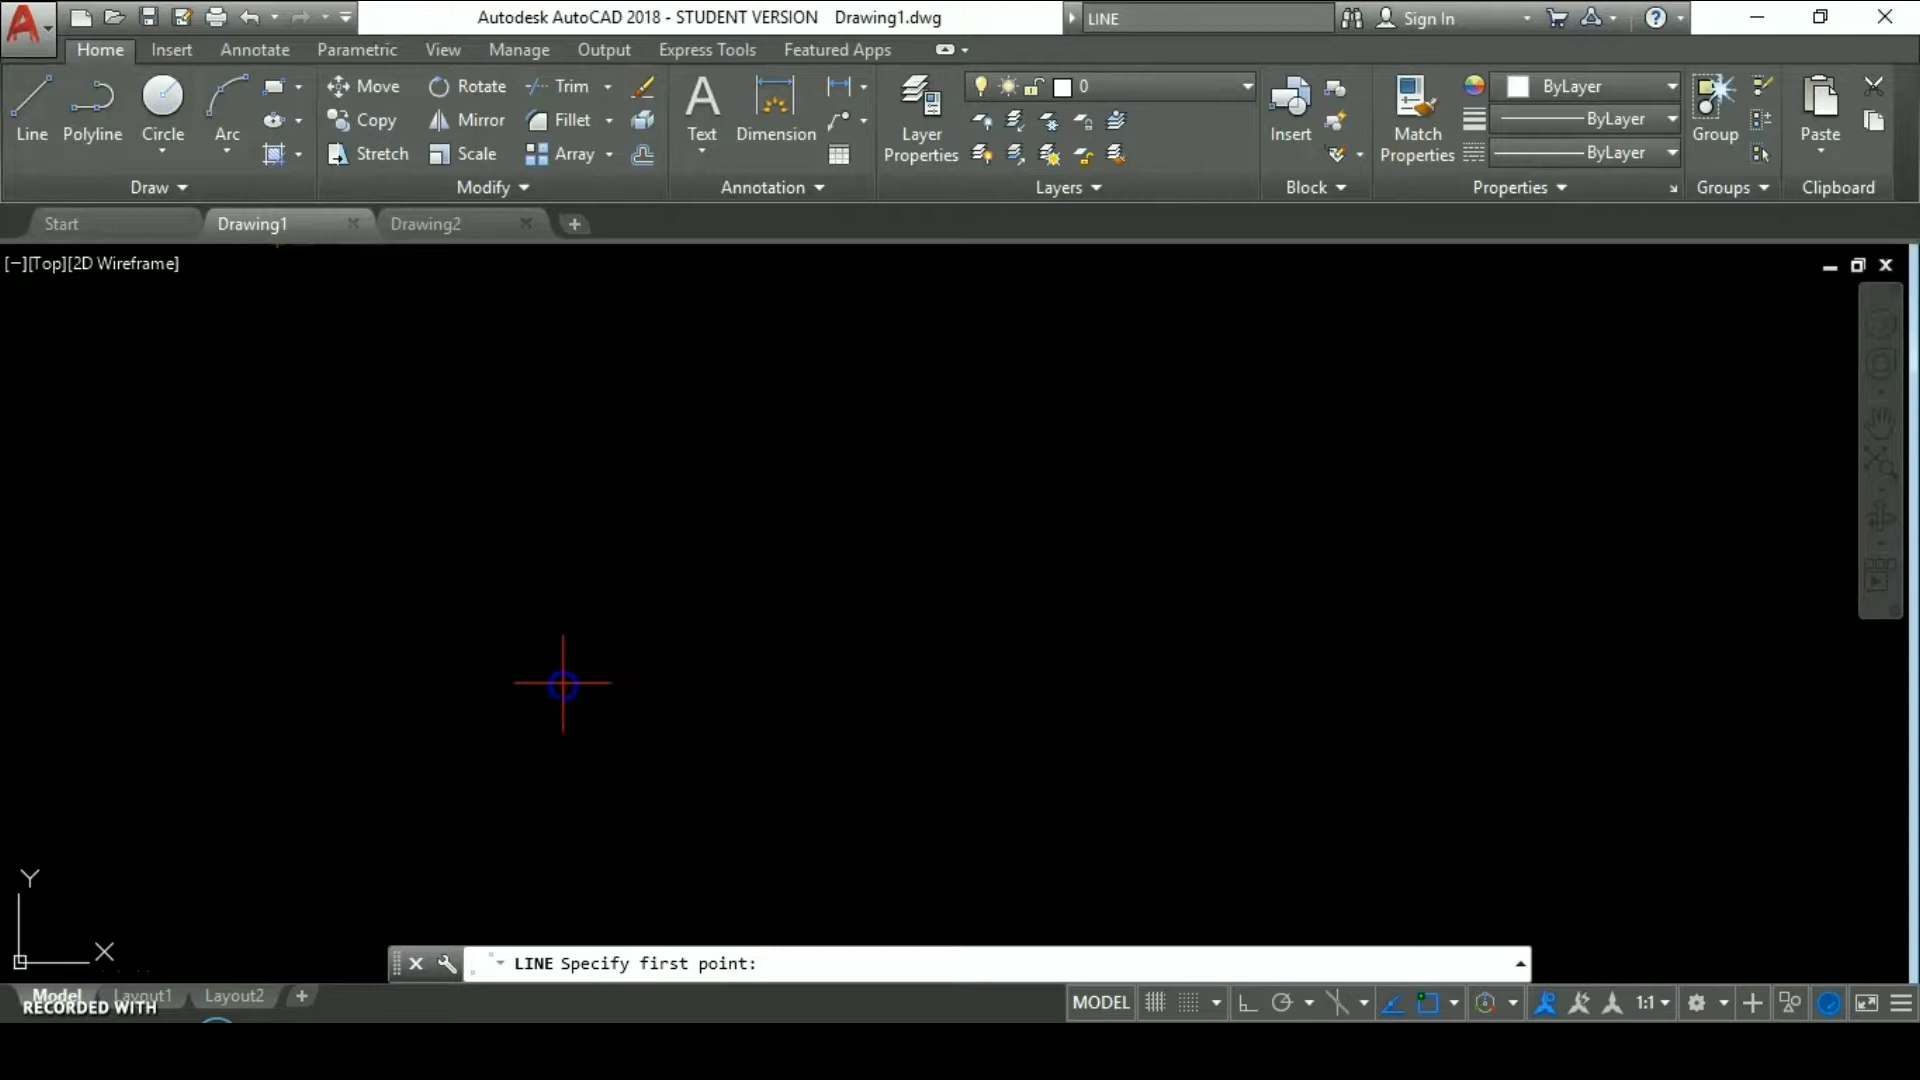 Autodesk AutoCAD 2018 - STUDENT VERSION Drawing1.dwg
LINE
Sign In
Home Insert Annotate Parametric View Manage Output Express Tools Featured Apps
Line Polyline Circle Arc
Move Rotate Trim
Copy Mirror Fillet
Stretch Scale Array
Text Dimension
Layer Properties
0
Insert
Match Properties
ByLayer
ByLayer
ByLayer
Group
Paste
Draw Modify Annotation Layers Block Properties Groups Clipboard
Start Drawing1 Drawing2
[−][Top][2D Wireframe]
Y
X
LINE Specify first point:
Model Layout1 Layout2
RECORDED WITH
MODEL 1:1